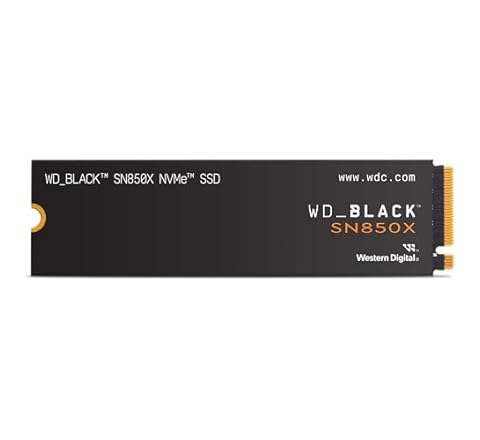 WD_BLACK™ SN850X NVMe™ SSD
www.wdc.com
WD_BLACK™
SN850X
Western Digital®